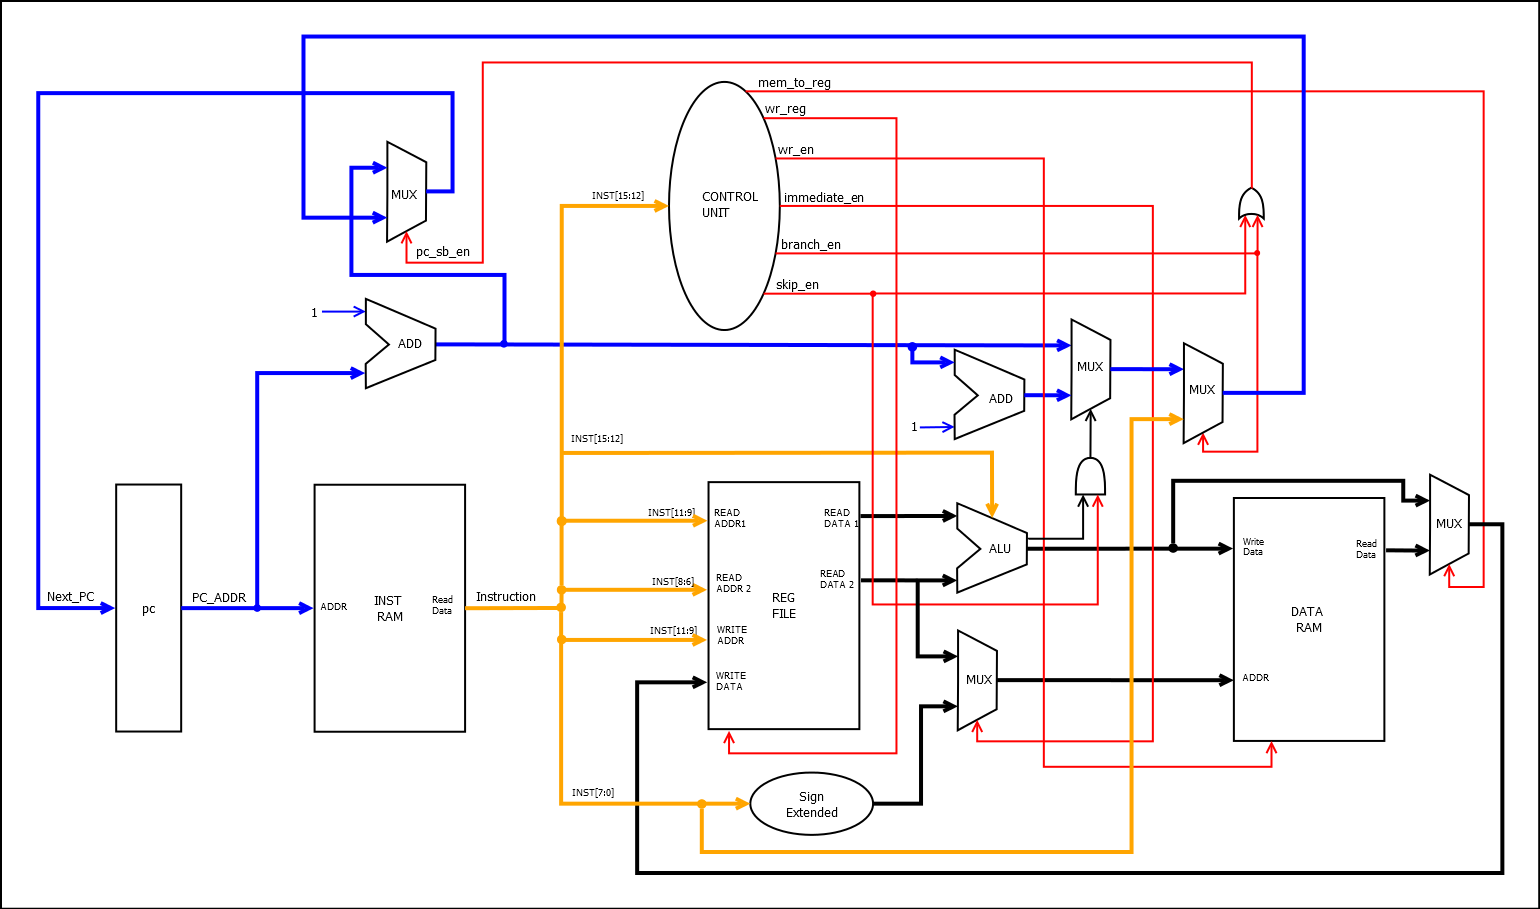 mem_to_reg
wr_reg
wr_en
immediate_en
branch_en
skip_en
CONTROL
UNIT
INST[15:12]
MUX
pc_sb_en
1
ADD
MUX
MUX
ADD
1
INST[15:12]
INST[11:9]
READ
ADDR1
READ
DATA 1
ALU
MUX
Write
Data
Read
Data
INST[8:6]
READ
ADDR 2
READ
DATA 2
REG
FILE
Next_PC
pc
PC_ADDR
ADDR
INST
RAM
Read
Data
Instruction
DATA
RAM
INST[11:9]
WRITE
ADDR
WRITE
DATA
MUX
ADDR
INST[7:0]
Sign
Extended